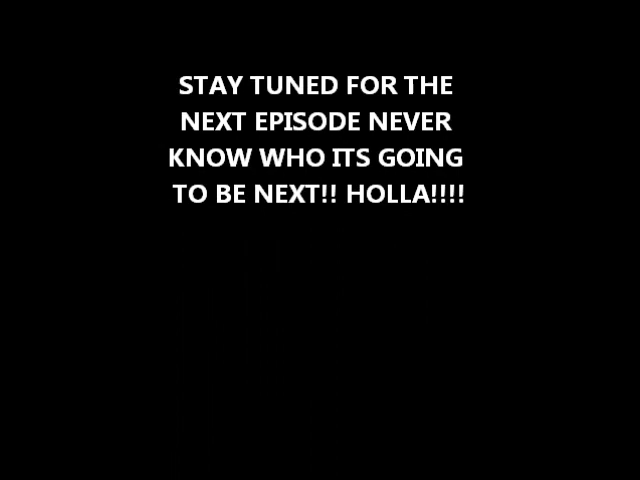 STAY TUNED FOR THE
NEXT EPISODE NEVER
KNOW WHO ITS GOING
TO BE NEXT!! HOLLA!!!!